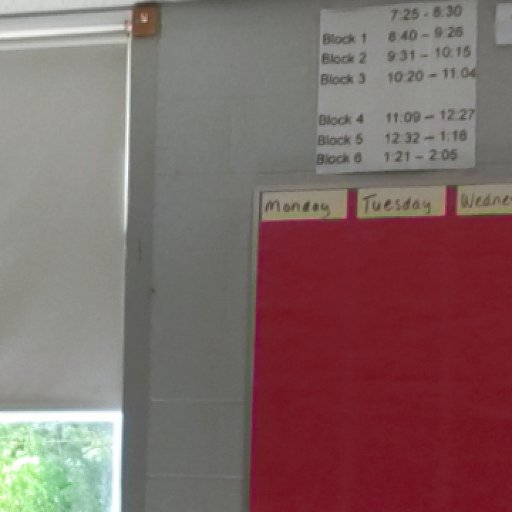 7:25 - 8:30
Block 1 8:40 – 9:26
Block 2 9:31 – 10:15
Block 3 10:20 – 11:04
Block 4 11:09 – 12:27
Block 5 12:32 – 1:16
Block 6 1:21 – 2:05
Monday Tuesday Wednes